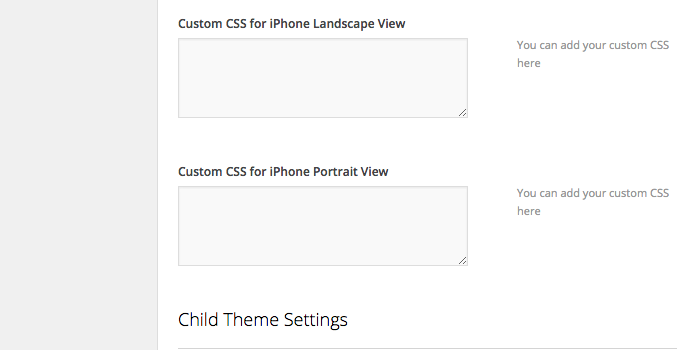 Custom CSS for iPhone Landscape View
You can add your custom CSS
here
Custom CSS for iPhone Portrait View
You can add your custom CSS
here
Child Theme Settings